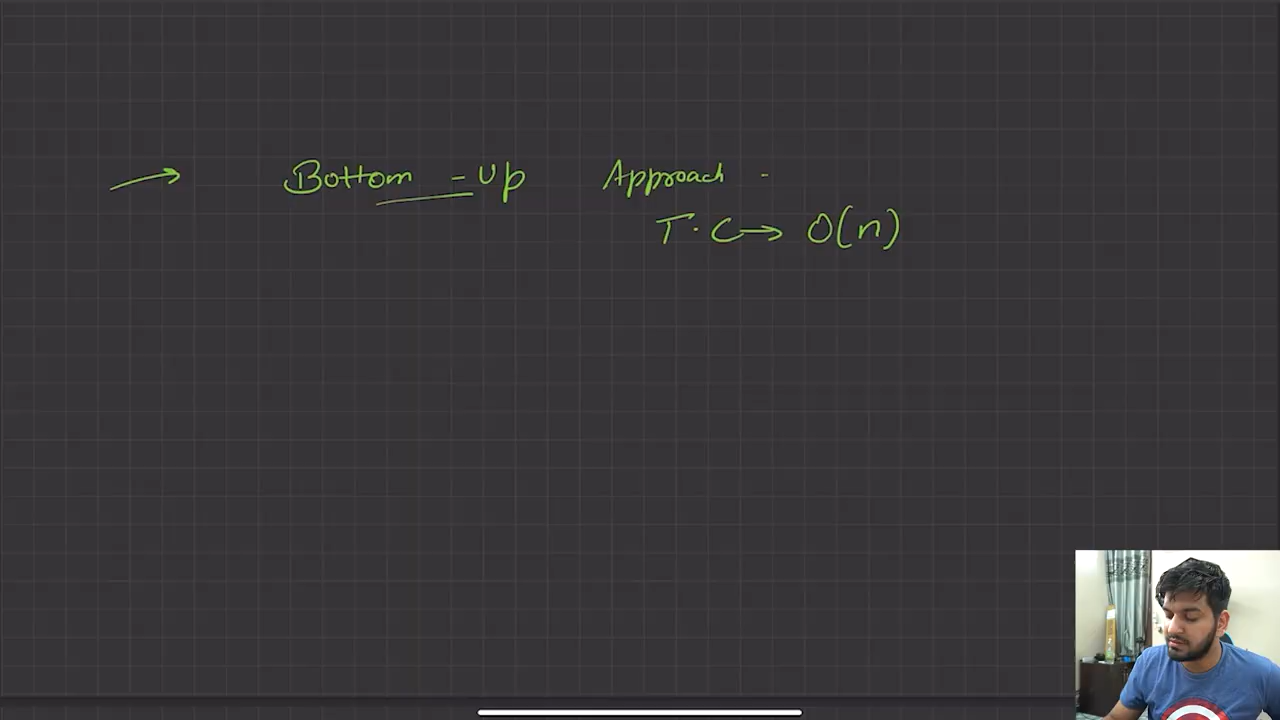 → Bottom - Up Approach -
T.C → O(n)